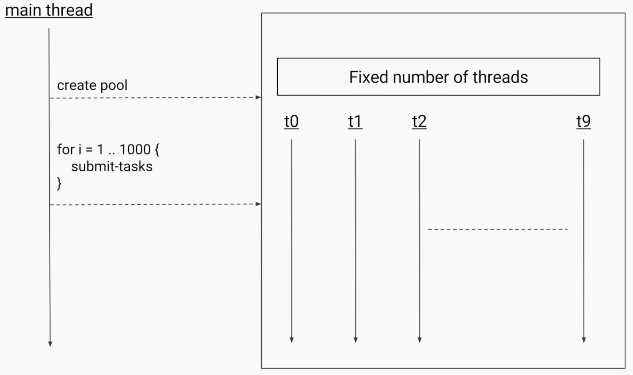 main thread
create pool
for i = 1 .. 1000 {
submit-tasks
}
Fixed number of threads
t0 t1 t2 t9